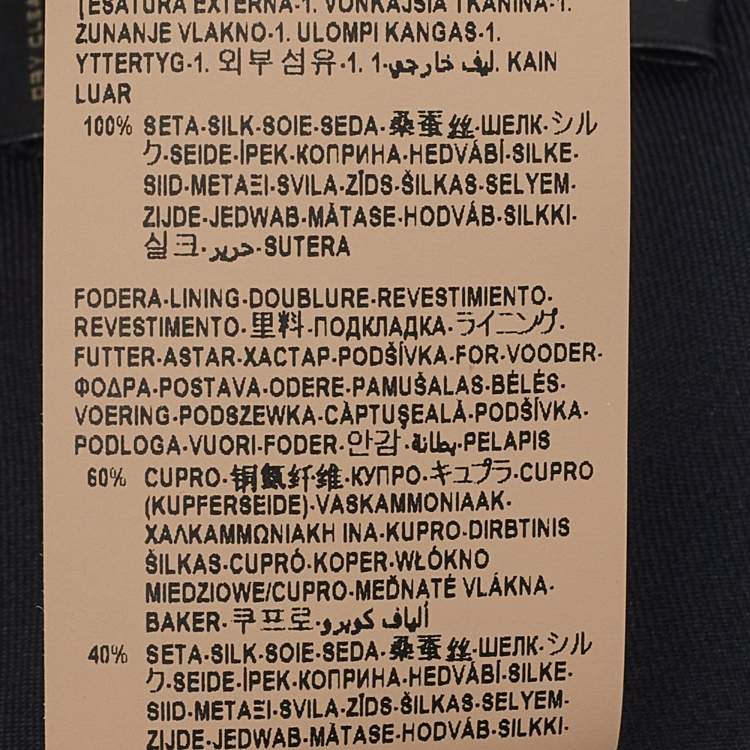 TESATURA EXTERNA·1. VONKAJSIA TKANINA·1.
ZUNANJE VLAKNO·1. ULOMPI KANGAS·1.
YTTERTYG·1. 외부 섬유·1. 1·ليف خارجي. KAIN
LUAR
100% SETA·SILK·SOIE·SEDA·桑蚕丝·ШЕЛК·シル
ク·SEIDE·İPEK·КОПРИНА·HEDVÁBÍ·SILKE·
SIID·ΜΕΤΑΞΙ·SVILA·ZĪDS·ŠILKAS·SELYEM·
ZIJDE·JEDWAB·MĂTASE·HODVÁB·SILKKI·
실크·حرير·SUTERA
FODERA·LINING·DOUBLURE·REVESTIMIENTO·
REVESTIMENTO·里料·ПОДКЛАДКА·ライニング·
FUTTER·ASTAR·ХАСТАР·PODŠÍVKA·FOR·VOODER·
ΦΟΔΡΑ·POSTAVA·ODERE·PAMUŠALAS·BÉLÉS·
VOERING·PODSZEWKA·CĂPTUŞEALĂ·PODŠÍVKA·
PODLOGA·VUORI·FODER·안감·بطانة·PELAPIS
60% CUPRO·铜氨纤维·КУПРО·キュプラ·CUPRO
(KUPFERSEIDE)·VASKAMMONIAAK·
ΧΑΛΚΑΜΜΩΝΙΑΚΗ ΙΝΑ·KUPRO·DIRBTINIS
ŠILKAS·CUPRÓ·KOPER·WŁÓKNO
MIEDZIOWE/CUPRO·MEĎNATÉ VLÁKNA·
BAKER·쿠프로·ألياف كوبرو
40% SETA·SILK·SOIE·SEDA·桑蚕丝·ШЕЛК·シル
ク·SEIDE·İPEK·КОПРИНА·HEDVÁBÍ·SILKE·
SIID·ΜΕΤΑΞΙ·SVILA·ZĪDS·ŠILKAS·SELYEM·
ZIJDE·JEDWAB·MĂTASE·HODVÁB·SILKKI·
DRY CLEA